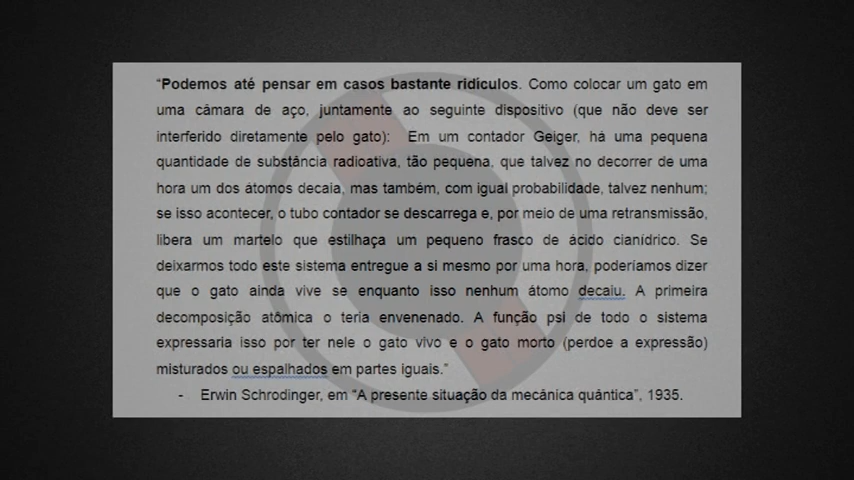 “Podemos até pensar em casos bastante ridículos. Como colocar um gato em
uma câmara de aço, juntamente ao seguinte dispositivo (que não deve ser
interferido diretamente pelo gato): Em um contador Geiger, há uma pequena
quantidade de substância radioativa, tão pequena, que talvez no decorrer de uma
hora um dos átomos decaia, mas também, com igual probabilidade, talvez nenhum;
se isso acontecer, o tubo contador se descarrega e, por meio de uma retransmissão,
libera um martelo que estilhaça um pequeno frasco de ácido cianídrico. Se
deixarmos todo este sistema entregue a si mesmo por uma hora, poderíamos dizer
que o gato ainda vive se enquanto isso nenhum átomo decaiu. A primeira
decomposição atômica o teria envenenado. A função psi de todo o sistema
expressaria isso por ter nele o gato vivo e o gato morto (perdoe a expressão)
misturados ou espalhados em partes iguais.”
- Erwin Schrodinger, em “A presente situação da mecânica quântica”, 1935.